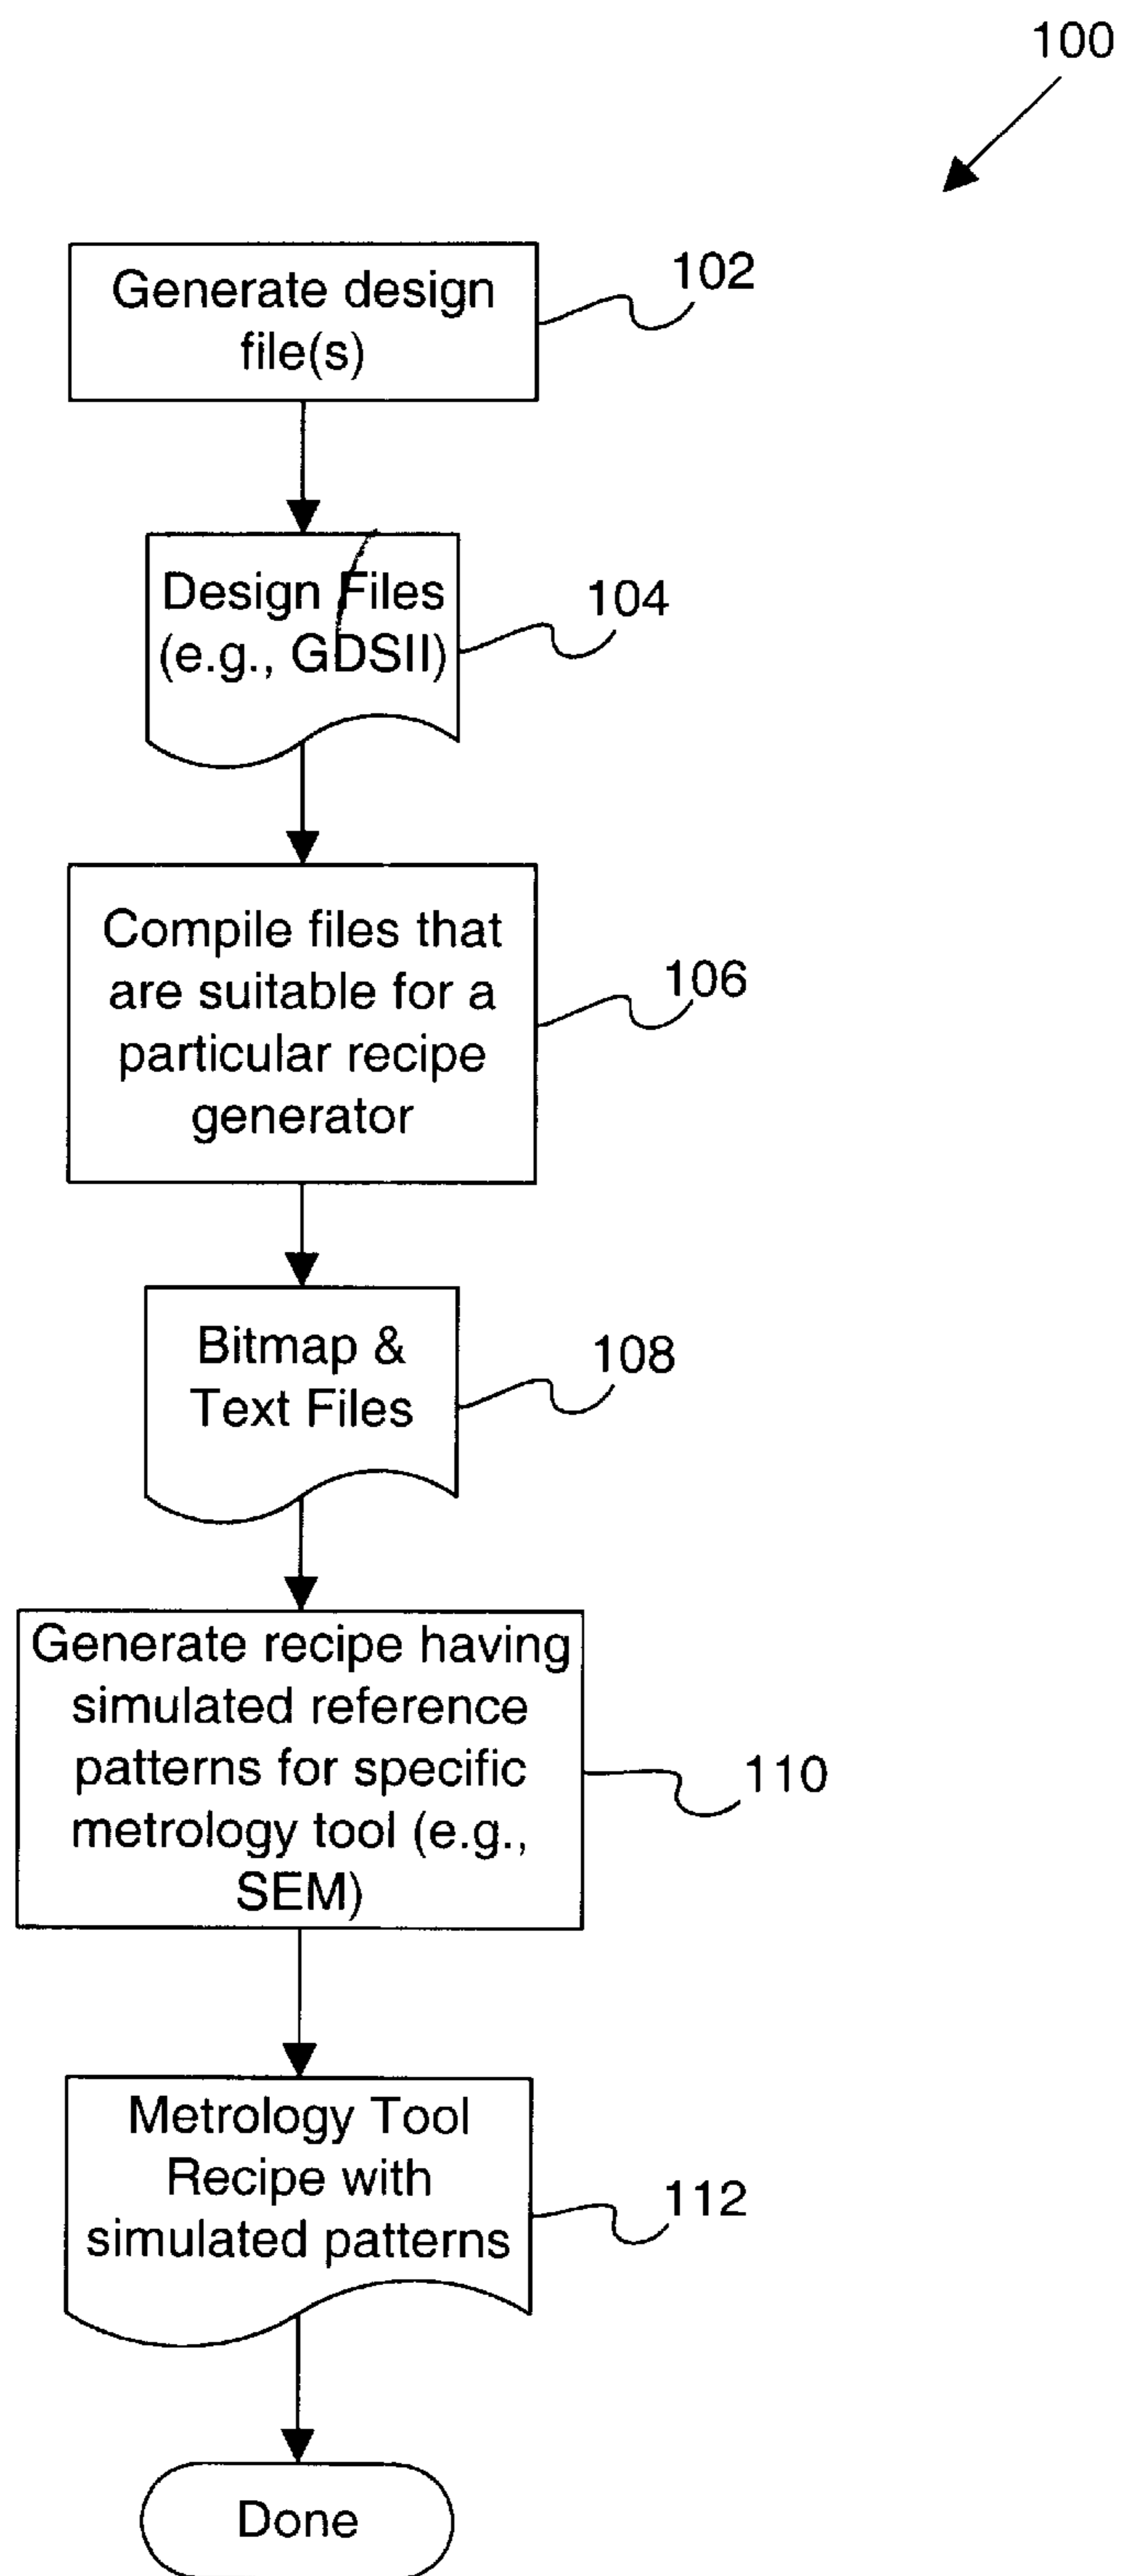 100
Generate design
file(s)
102
Design Files
(e.g., GDSII)
104
Compile files that
are suitable for a
particular recipe
generator
106
Bitmap &
Text Files
108
Generate recipe having
simulated reference
patterns for specific
metrology tool (e.g.,
SEM)
110
Metrology Tool
Recipe with
simulated patterns
112
Done